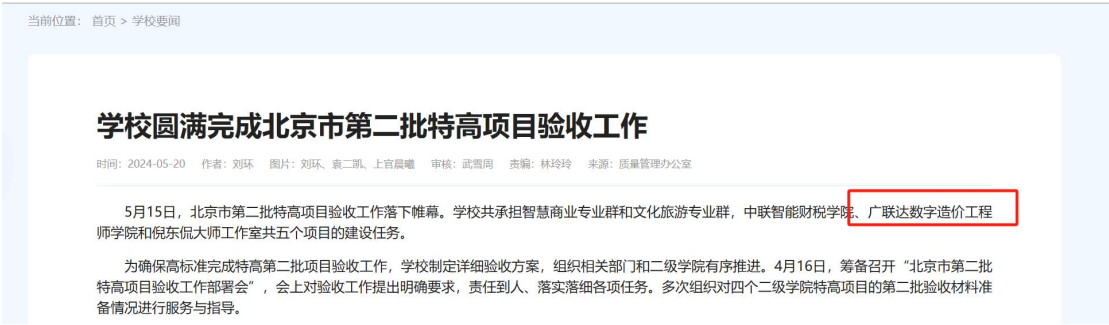 当前位置： 首页 > 学校要闻
学校圆满完成北京市第二批特高项目验收工作
时间：2024-05-20 作者：刘环 图片：刘环、袁二凯、上官晨曦 审核：武雪周 责编：林玲玲 来源：质量管理办公室
5月15日，北京市第二批特高项目验收工作落下帷幕。学校共承担智慧商业专业群和文化旅游专业群，中联智能财税学院、广联达数字造价工程
师学院和倪东侃大师工作室共五个项目的建设任务。
为确保高标准完成特高第二批项目验收工作，学校制定详细验收方案，组织相关部门和二级学院有序推进。4月16日，筹备召开“北京市第二批
特高项目验收工作部署会”，会上对验收工作提出明确要求，责任到人、落实落细各项任务。多次组织对四个二级学院特高项目的第二批验收材料准
备情况进行服务与指导。